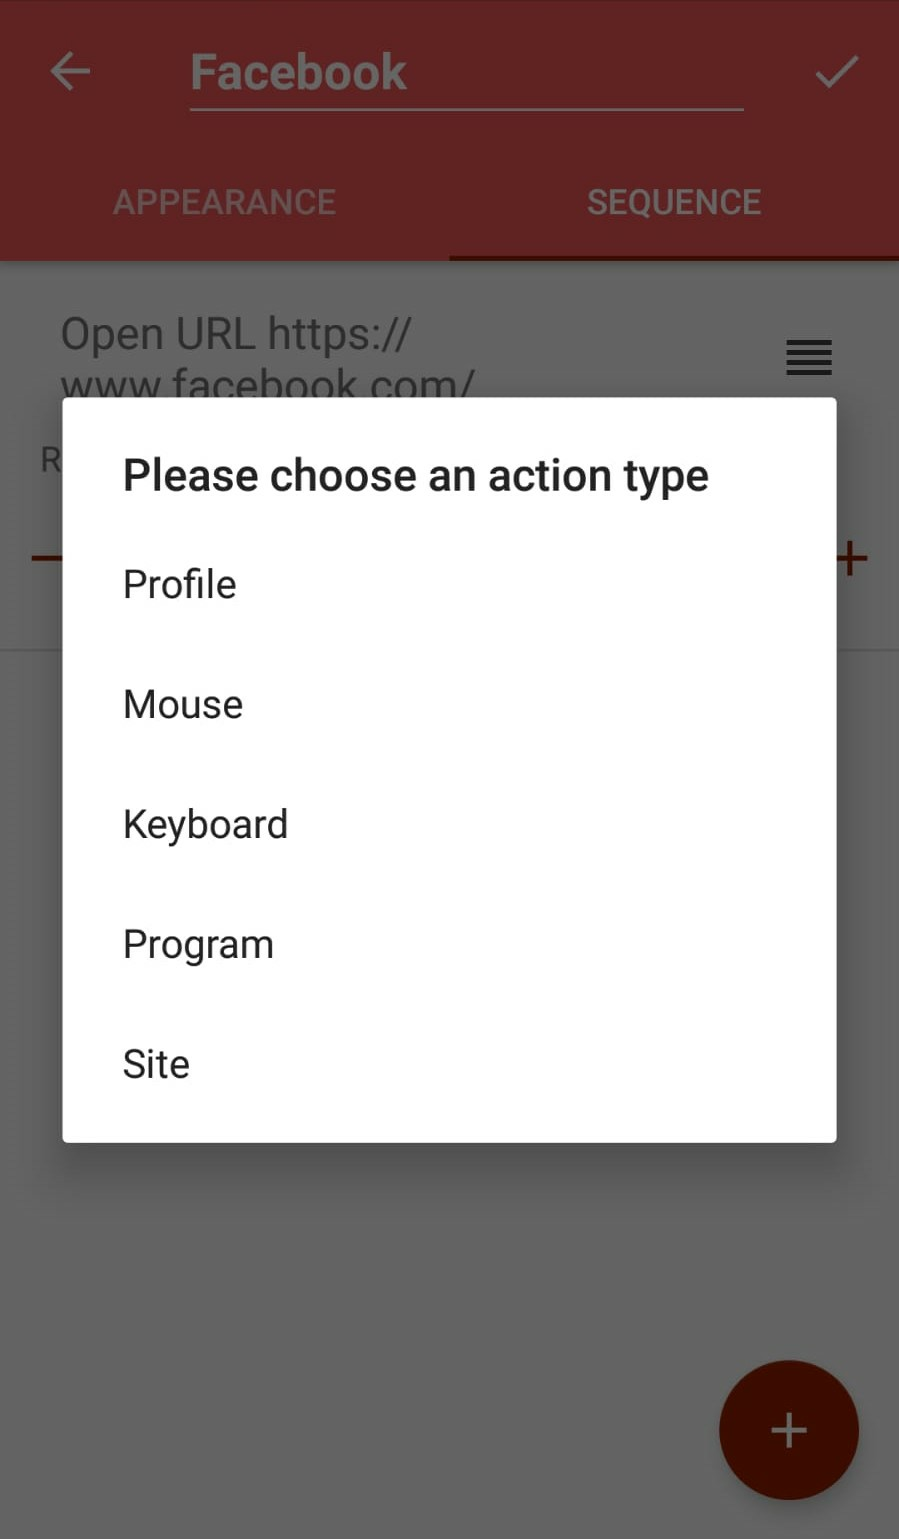 Facebook
APPEARANCE
SEQUENCE
Open URL https://
www.facebook.com/
Please choose an action type
Profile
Mouse
Keyboard
Program
Site